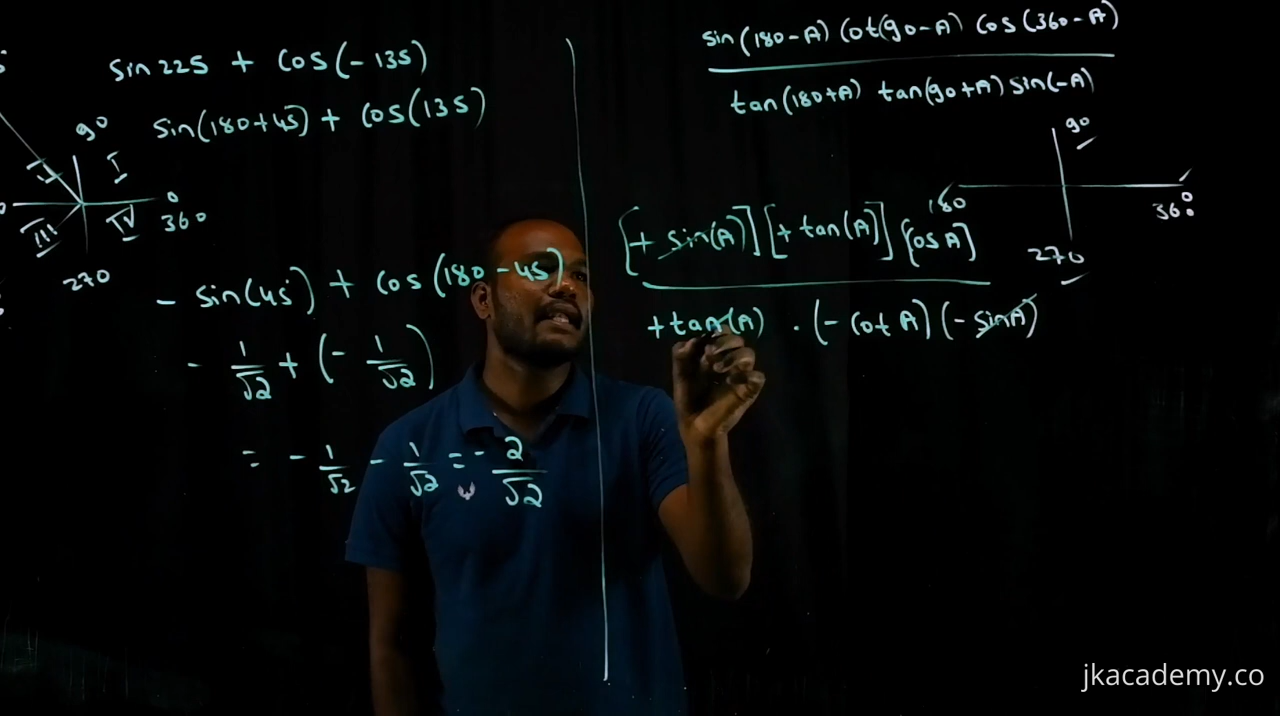 sin 225 + cos(-135)
sin(180+45) + cos(135)
90
I
II
0
360
III
IV
270
- sin(45) + cos(180-45)
- 1/√2 + (- 1/√2)
= - 1/√2 - 1/√2 = - 2/√2
sin(180-A) cot(90-A) cos(360-A)
tan(180+A) tan(90+A) sin(-A)
90
180
0
360
270
[+ sin(A)] [+ tan(A)] [cos A]
+ tan(A) . (- cot A) (- sin A)
jkacademy.co